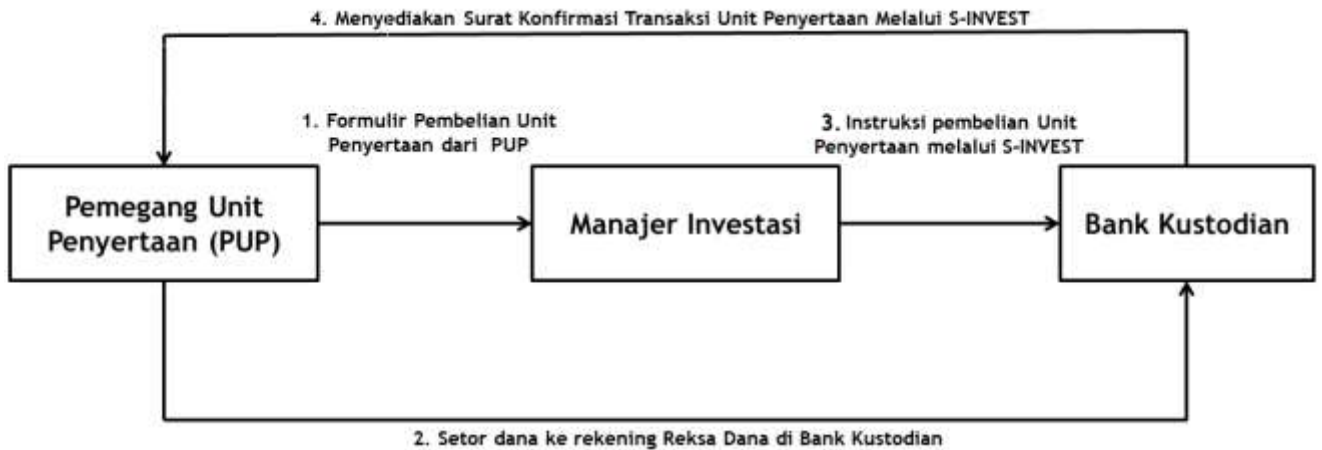 4. Menyediakan Surat Konfirmasi Transaksi Unit Penyertaan Melalui S-INVEST
1. Formulir Pembelian Unit
Penyertaan dari PUP
3. Instruksi pembelian Unit
Penyertaan melalui S-INVEST
Pemegang Unit
Penyertaan (PUP)
Manajer Investasi
Bank Kustodian
2. Setor dana ke rekening Reksa Dana di Bank Kustodian